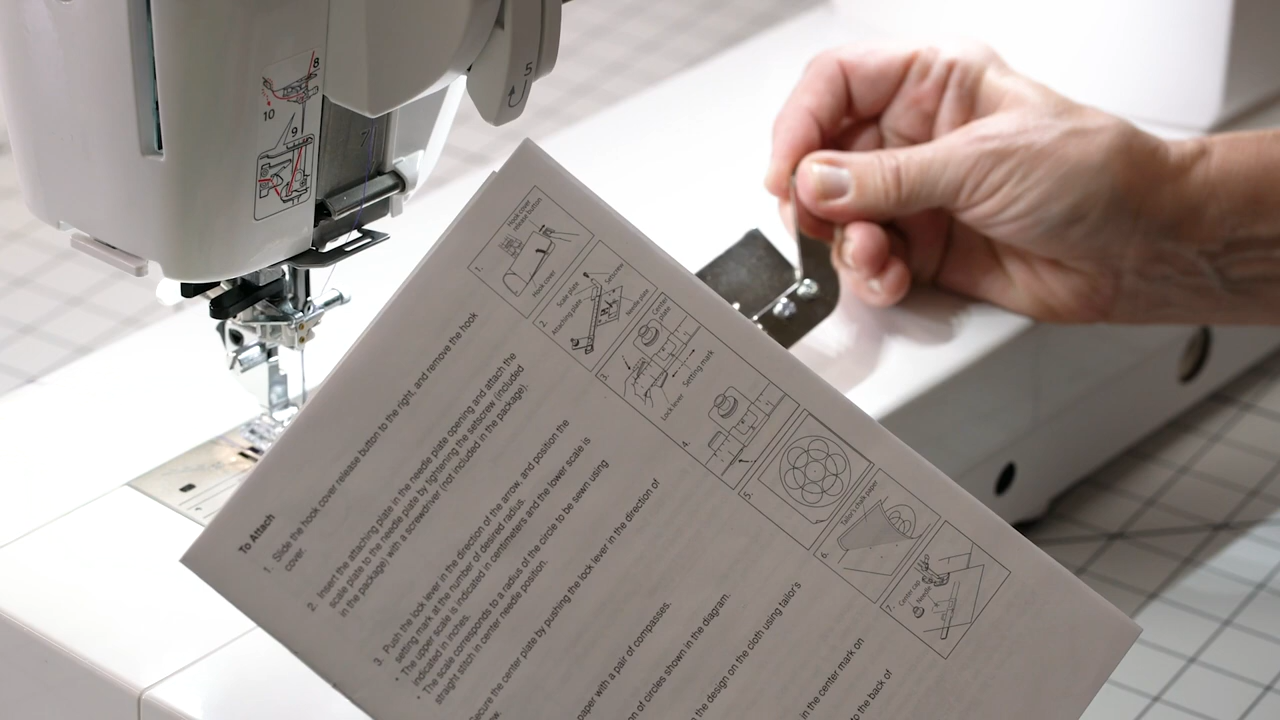 8
10
9
5
7
To Attach
1. Slide the hook cover release button to the right, and remove the hook
cover.
2. Insert the attaching plate in the needle plate opening and attach the
scale plate to the needle plate by tightening the setscrew (included
in the package) with a screwdriver (not included in the package).
3. Push the lock lever in the direction of the arrow, and position the
setting mark at the number of desired radius.
* The upper scale is indicated in centimeters and the lower scale is
indicated in inches.
* The scale corresponds to a radius of the circle to be sewn using
straight stitch in center needle position.
Secure the center plate by pushing the lock lever in the direction of
paper with a pair of compasses.
on of circles shown in the diagram.
the design on the cloth using tailor's
in the center mark on
to the back of
1.
Hook cover
release button
Hook cover
2.
Scale plate
Setscrew
Attaching plate
Needle plate
3.
Center
plate
Lock lever
Setting mark
4.
5.
6.
Tailor's chalk paper
7.
Center cap
Needle